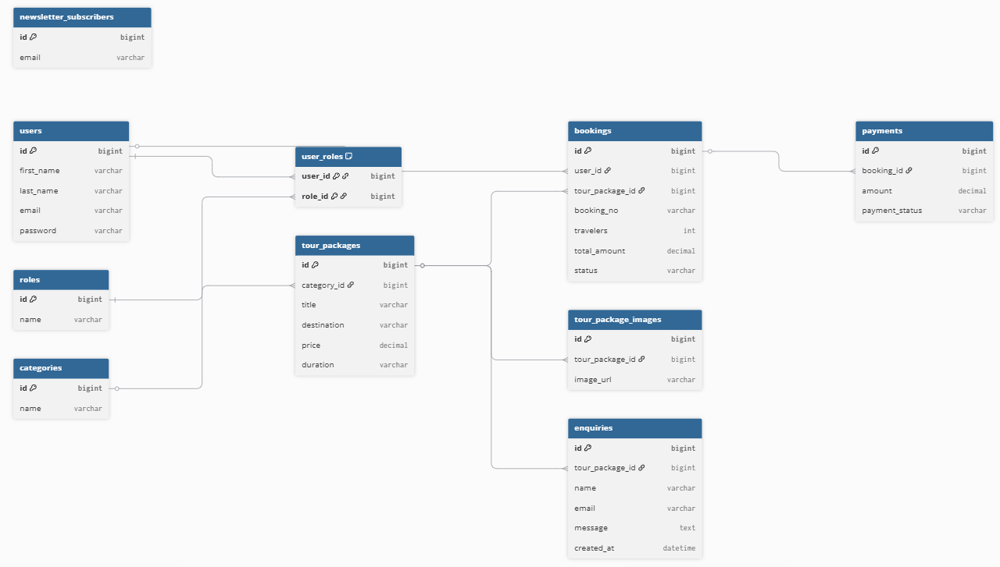 newsletter_subscribers
id bigint
email varchar
users
id bigint
first_name varchar
last_name varchar
email varchar
password varchar
roles
id bigint
name varchar
categories
id bigint
name varchar
user_roles
user_id bigint
role_id bigint
tour_packages
id bigint
category_id bigint
title varchar
destination varchar
price decimal
duration varchar
bookings
id bigint
user_id bigint
tour_package_id bigint
booking_no varchar
travelers int
total_amount decimal
status varchar
tour_package_images
id bigint
tour_package_id bigint
image_url varchar
enquiries
id bigint
tour_package_id bigint
name varchar
email varchar
message text
created_at datetime
payments
id bigint
booking_id bigint
amount decimal
payment_status varchar